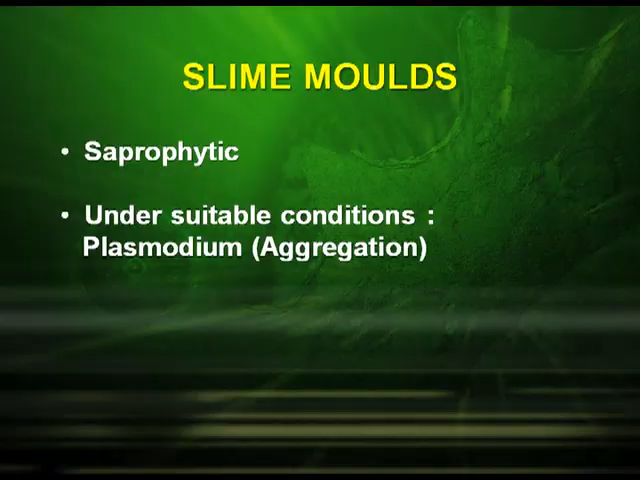 SLIME MOULDS
• Saprophytic
• Under suitable conditions :
Plasmodium (Aggregation)